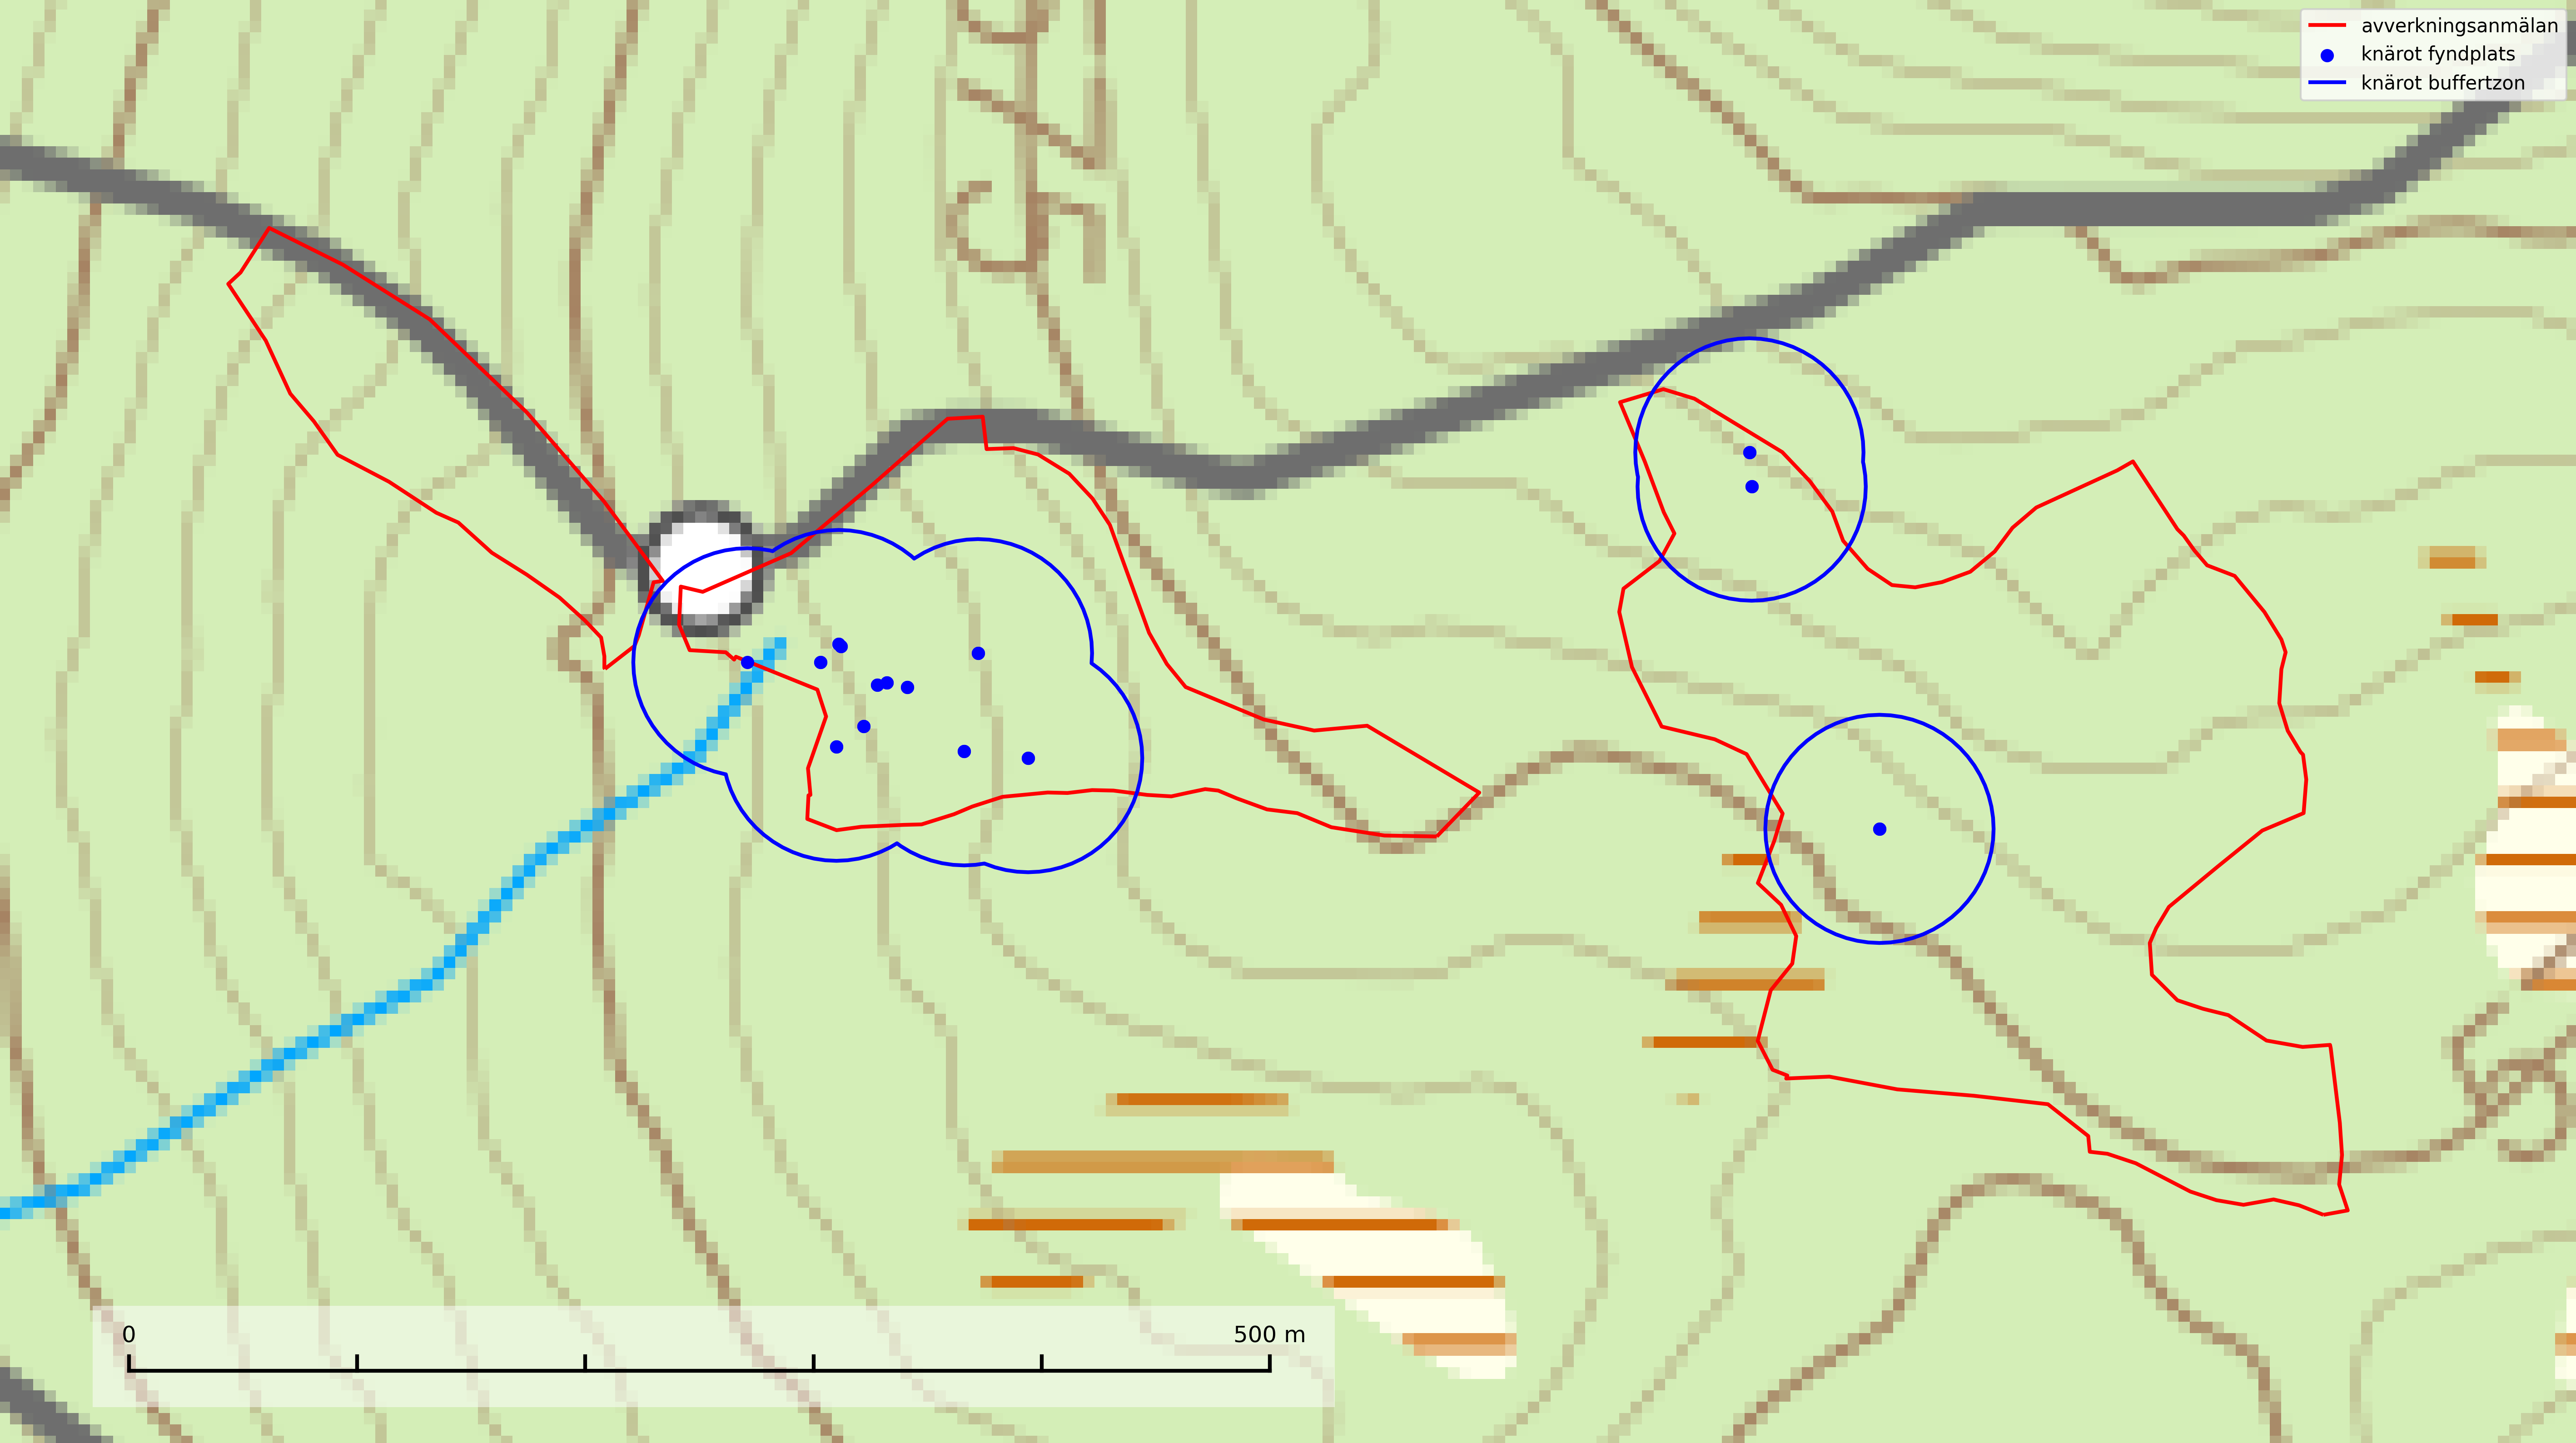 avverkningsanmälan
knärot fyndplats
knärot buffertzon
0
500 m